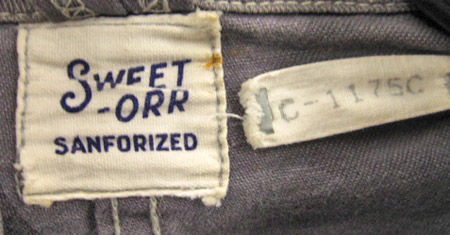 SWEET
-ORR
SANFORIZED
C-1175C